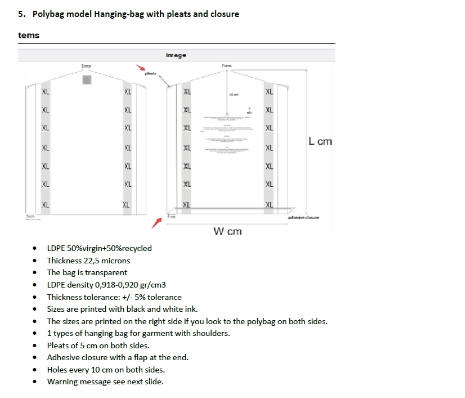 5. Polybag model Hanging-bag with pleats and closure
tems
Image
pleats
XL XL XL XL
XL XL XL XL
XL XL XL XL
XL XL XL XL
L cm
XL XL XL XL
XL XL XL XL
XL XL XL XL
adhesive closure
W cm
• LDPE 50%virgin+50%recycled
• Thickness 22,5 microns
• The bag is transparent
• LDPE density 0,918-0,920 gr/cm3
• Thickness tolerance: +/- 5% tolerance
• Sizes are printed with black and white ink.
• The sizes are printed on the right side if you look to the polybag on both sides.
• 1 types of hanging bag for garment with shoulders.
• Pleats of 5 cm on both sides.
• Adhesive closure with a flap at the end.
• Holes every 10 cm on both sides.
• Warning message see next slide.